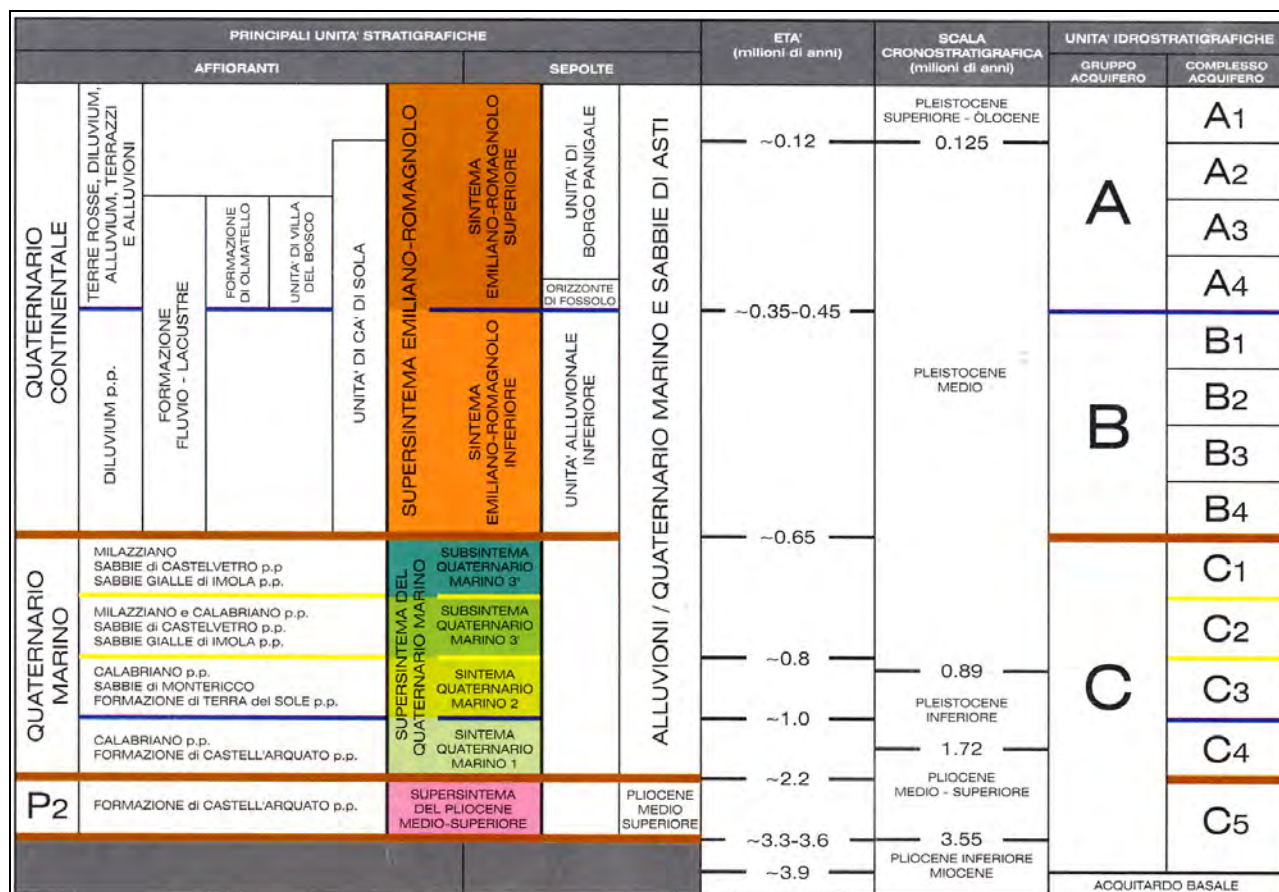 PRINCIPALI UNITA' STRATIGRAFICHE
AFFIORANTI
SEPOLTE
ETA'
(milioni di anni)
SCALA
CRONOSTRATIGRAFICA
(milioni di anni)
UNITA' IDROSTRATIGRAFICHE
GRUPPO
ACQUIFERO
COMPLESSO
ACQUIFERO
QUATERNARIO
CONTINENTALE
TERRE ROSSE, DILUVIUM,
ALLUVIUM, TERRAZZI
E ALLUVIONI
DILUVIUM p.p.
FORMAZIONE
FLUVIO - LACUSTRE
FORMAZIONE
DI OLMATELLO
UNITA' DI VILLA
DEL BOSCO
UNITA' DI CA' DI SOLA
SUPERSINTEMA EMILIANO-ROMAGNOLO
SINTEMA
EMILIANO-ROMAGNOLO
SUPERIORE
SINTEMA
EMILIANO-ROMAGNOLO
INFERIORE
UNITA' DI
BORGO PANIGALE
ORIZZONTE
DI FOSSOLO
UNITA' ALLUVIONALE
INFERIORE
ALLUVIONI / QUATERNARIO MARINO E SABBIE DI ASTI
QUATERNARIO
MARINO
MILAZZIANO
SABBIE di CASTELVETRO p.p
SABBIE GIALLE di IMOLA p.p.
MILAZZIANO e CALABRIANO p.p.
SABBIE di CASTELVETRO p.p.
SABBIE GIALLE di IMOLA p.p.
CALABRIANO p.p.
SABBIE di MONTERICCO
FORMAZIONE di TERRA del SOLE p.p.
CALABRIANO p.p.
FORMAZIONE di CASTELL'ARQUATO p.p.
SUPERSINTEMA DEL
QUATERNARIO MARINO
SUBSINTEMA
QUATERNARIO
MARINO 3"
SUBSINTEMA
QUATERNARIO
MARINO 3'
SINTEMA
QUATERNARIO
MARINO 2
SINTEMA
QUATERNARIO
MARINO 1
P2
FORMAZIONE di CASTELL'ARQUATO p.p.
SUPERSINTEMA
DEL PLIOCENE
MEDIO-SUPERIORE
PLIOCENE
MEDIO
SUPERIORE
~0.12
~0.35-0.45
~0.65
~0.8
~1.0
~2.2
~3.3-3.6
~3.9
PLEISTOCENE
SUPERIORE - ÒLOCENE
0.125
PLEISTOCENE
MEDIO
0.89
PLEISTOCENE
INFERIORE
1.72
PLIOCENE
MEDIO - SUPERIORE
3.55
PLIOCENE INFERIORE
MIOCENE
A
B
C
A1
A2
A3
A4
B1
B2
B3
B4
C1
C2
C3
C4
C5
ACQUITARDO BASALE